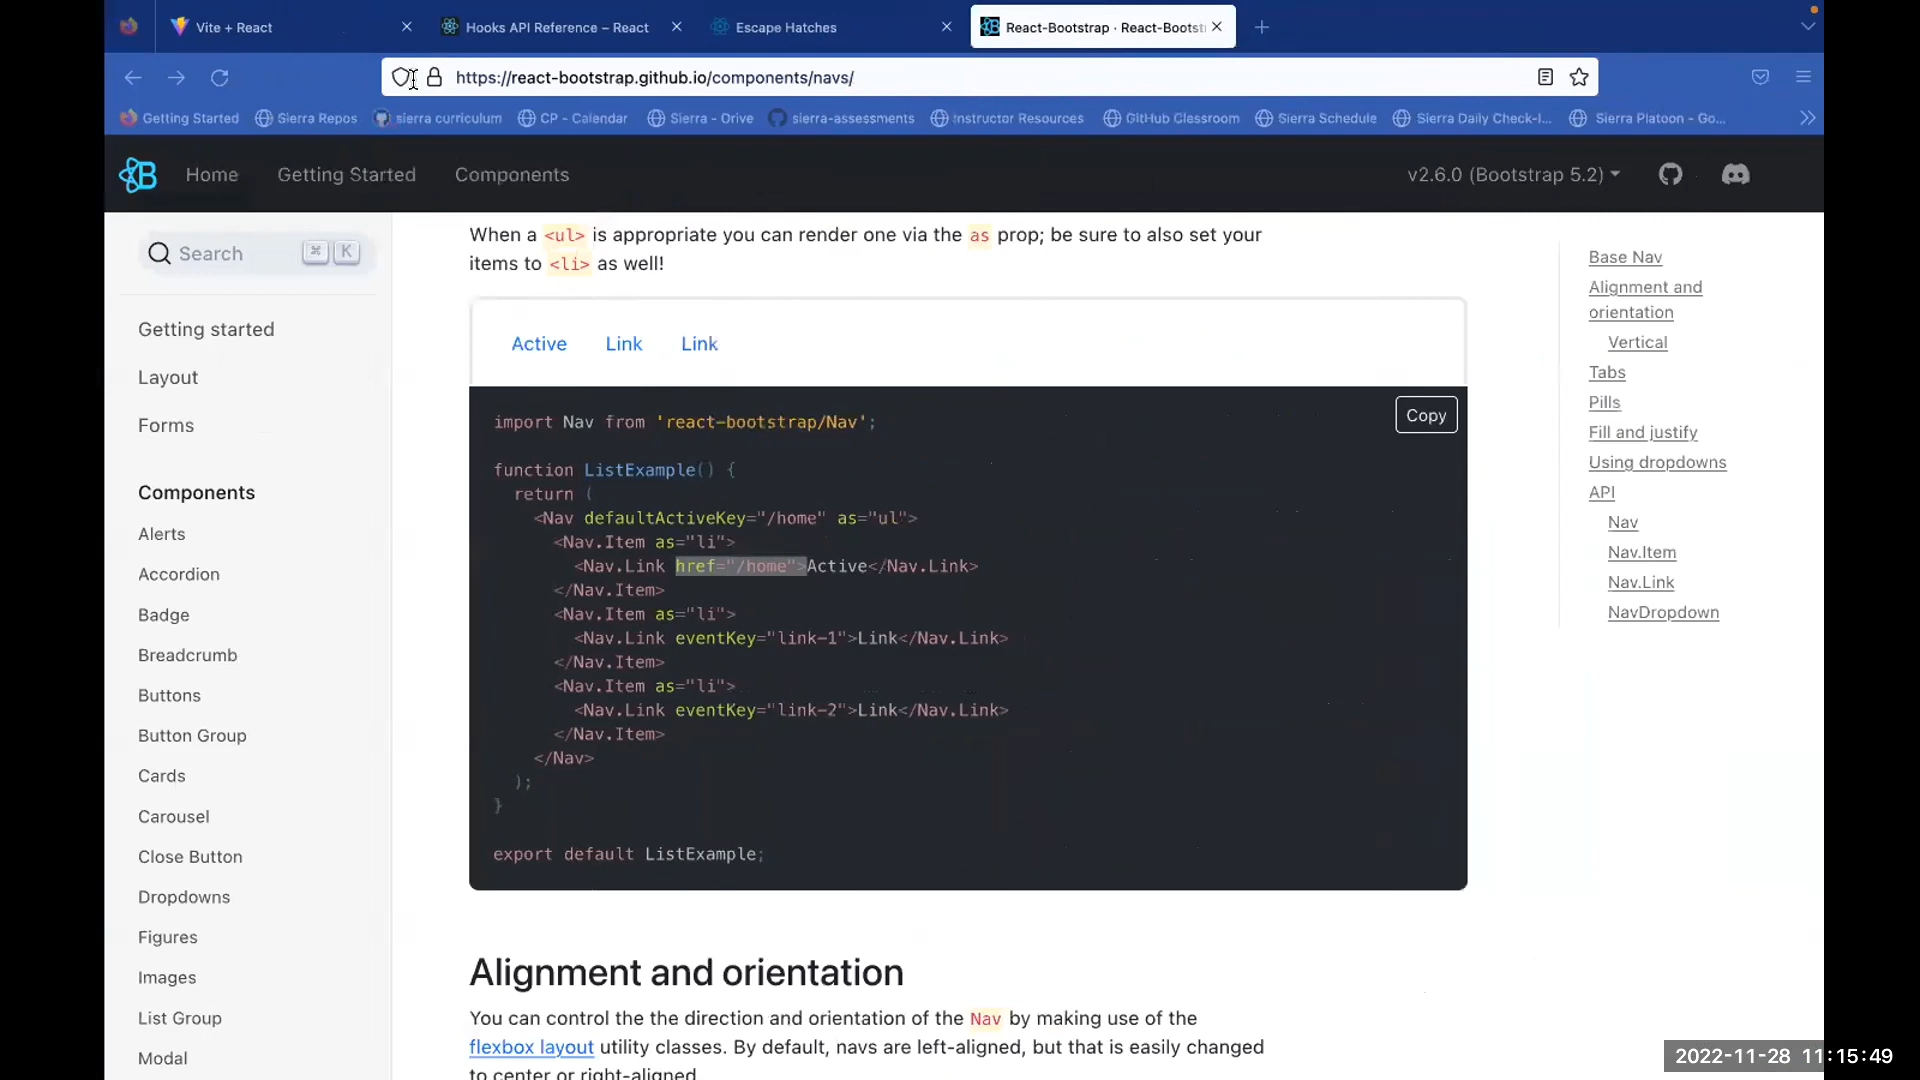 Vite + React
Hooks API Reference – React
Escape Hatches
React-Bootstrap · React-Bootst
https://react-bootstrap.github.io/components/navs/
Getting Started
Sierra Repos
sierra curriculum
CP - Calendar
Sierra - Drive
sierra-assessments
Instructor Resources
GitHub Classroom
Sierra Schedule
Sierra Daily Check-I...
Sierra Platoon - Go...
Home
Getting Started
Components
v2.6.0 (Bootstrap 5.2)
Search
⌘ K
Getting started
Layout
Forms
Components
Alerts
Accordion
Badge
Breadcrumb
Buttons
Button Group
Cards
Carousel
Close Button
Dropdowns
Figures
Images
List Group
Modal
When a <ul> is appropriate you can render one via the as prop; be sure to also set your
items to <li> as well!
Active Link Link
Copy
import Nav from 'react-bootstrap/Nav';
function ListExample() {
return (
<Nav defaultActiveKey="/home" as="ul">
<Nav.Item as="li">
<Nav.Link href="/home">Active</Nav.Link>
</Nav.Item>
<Nav.Item as="li">
<Nav.Link eventKey="link-1">Link</Nav.Link>
</Nav.Item>
<Nav.Item as="li">
<Nav.Link eventKey="link-2">Link</Nav.Link>
</Nav.Item>
</Nav>
);
}
export default ListExample;
Alignment and orientation
You can control the the direction and orientation of the Nav by making use of the
flexbox layout utility classes. By default, navs are left-aligned, but that is easily changed
to center or right-aligned.
Base Nav
Alignment and
orientation
Vertical
Tabs
Pills
Fill and justify
Using dropdowns
API
Nav
Nav.Item
Nav.Link
NavDropdown
2022-11-28 11:15:49